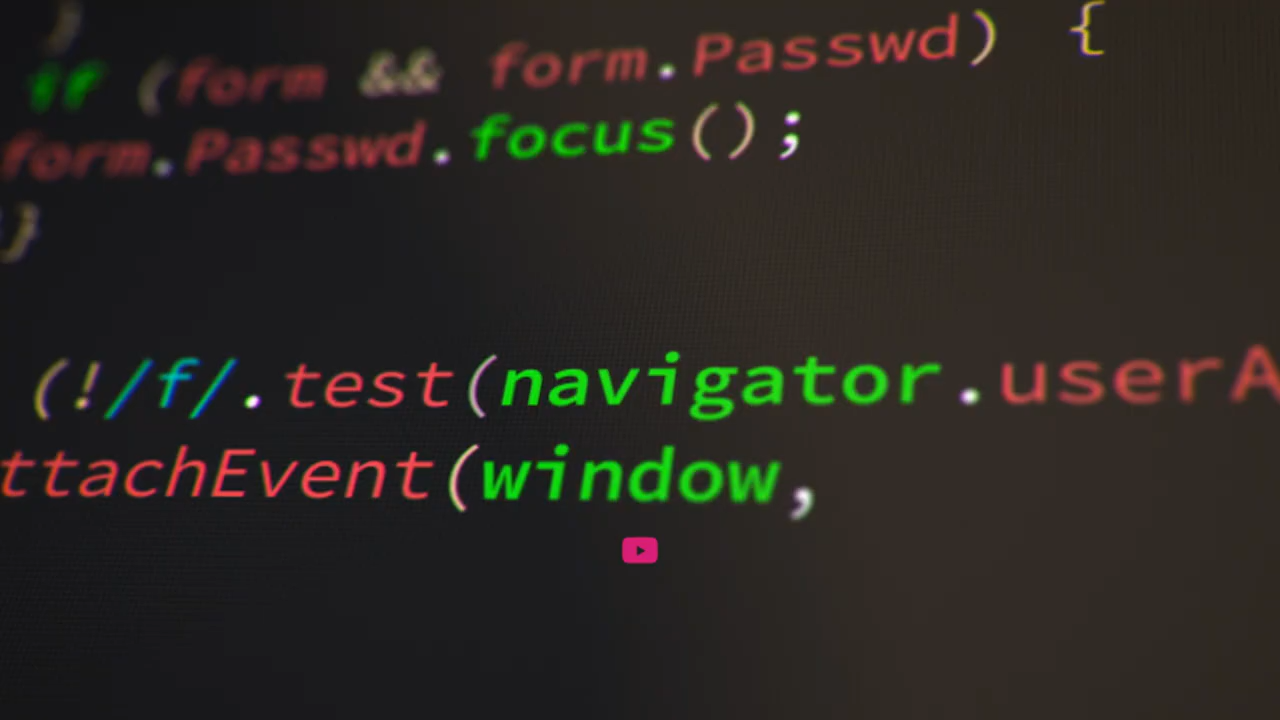 }
if (form && form.Passwd) {
form.Passwd.focus();
}
(!/f/.test(navigator.userA
ttachEvent(window,